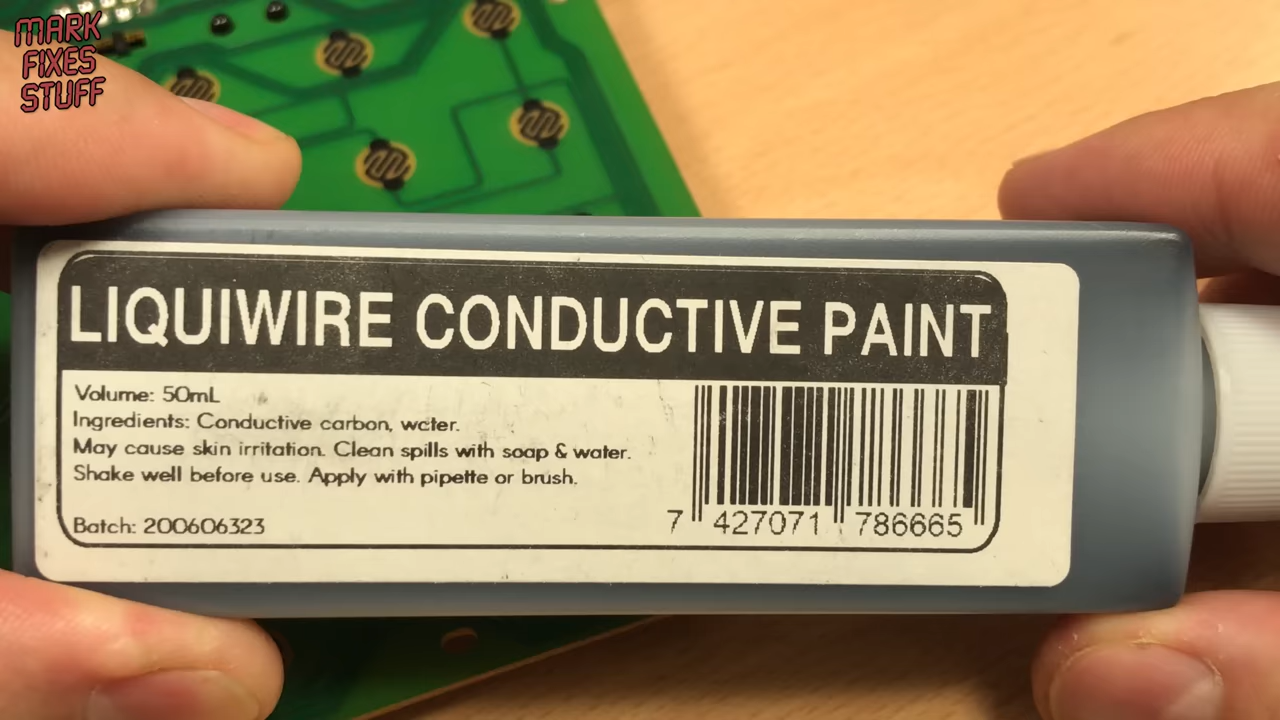 MARK
FIXES
STUFF
LIQUIWIRE CONDUCTIVE PAINT
Volume: 50mL
Ingredients: Conductive carbon, water.
May cause skin irritation. Clean spills with soap & water.
Shake well before use. Apply with pipette or brush.
Batch: 200606323
7 427071 786665